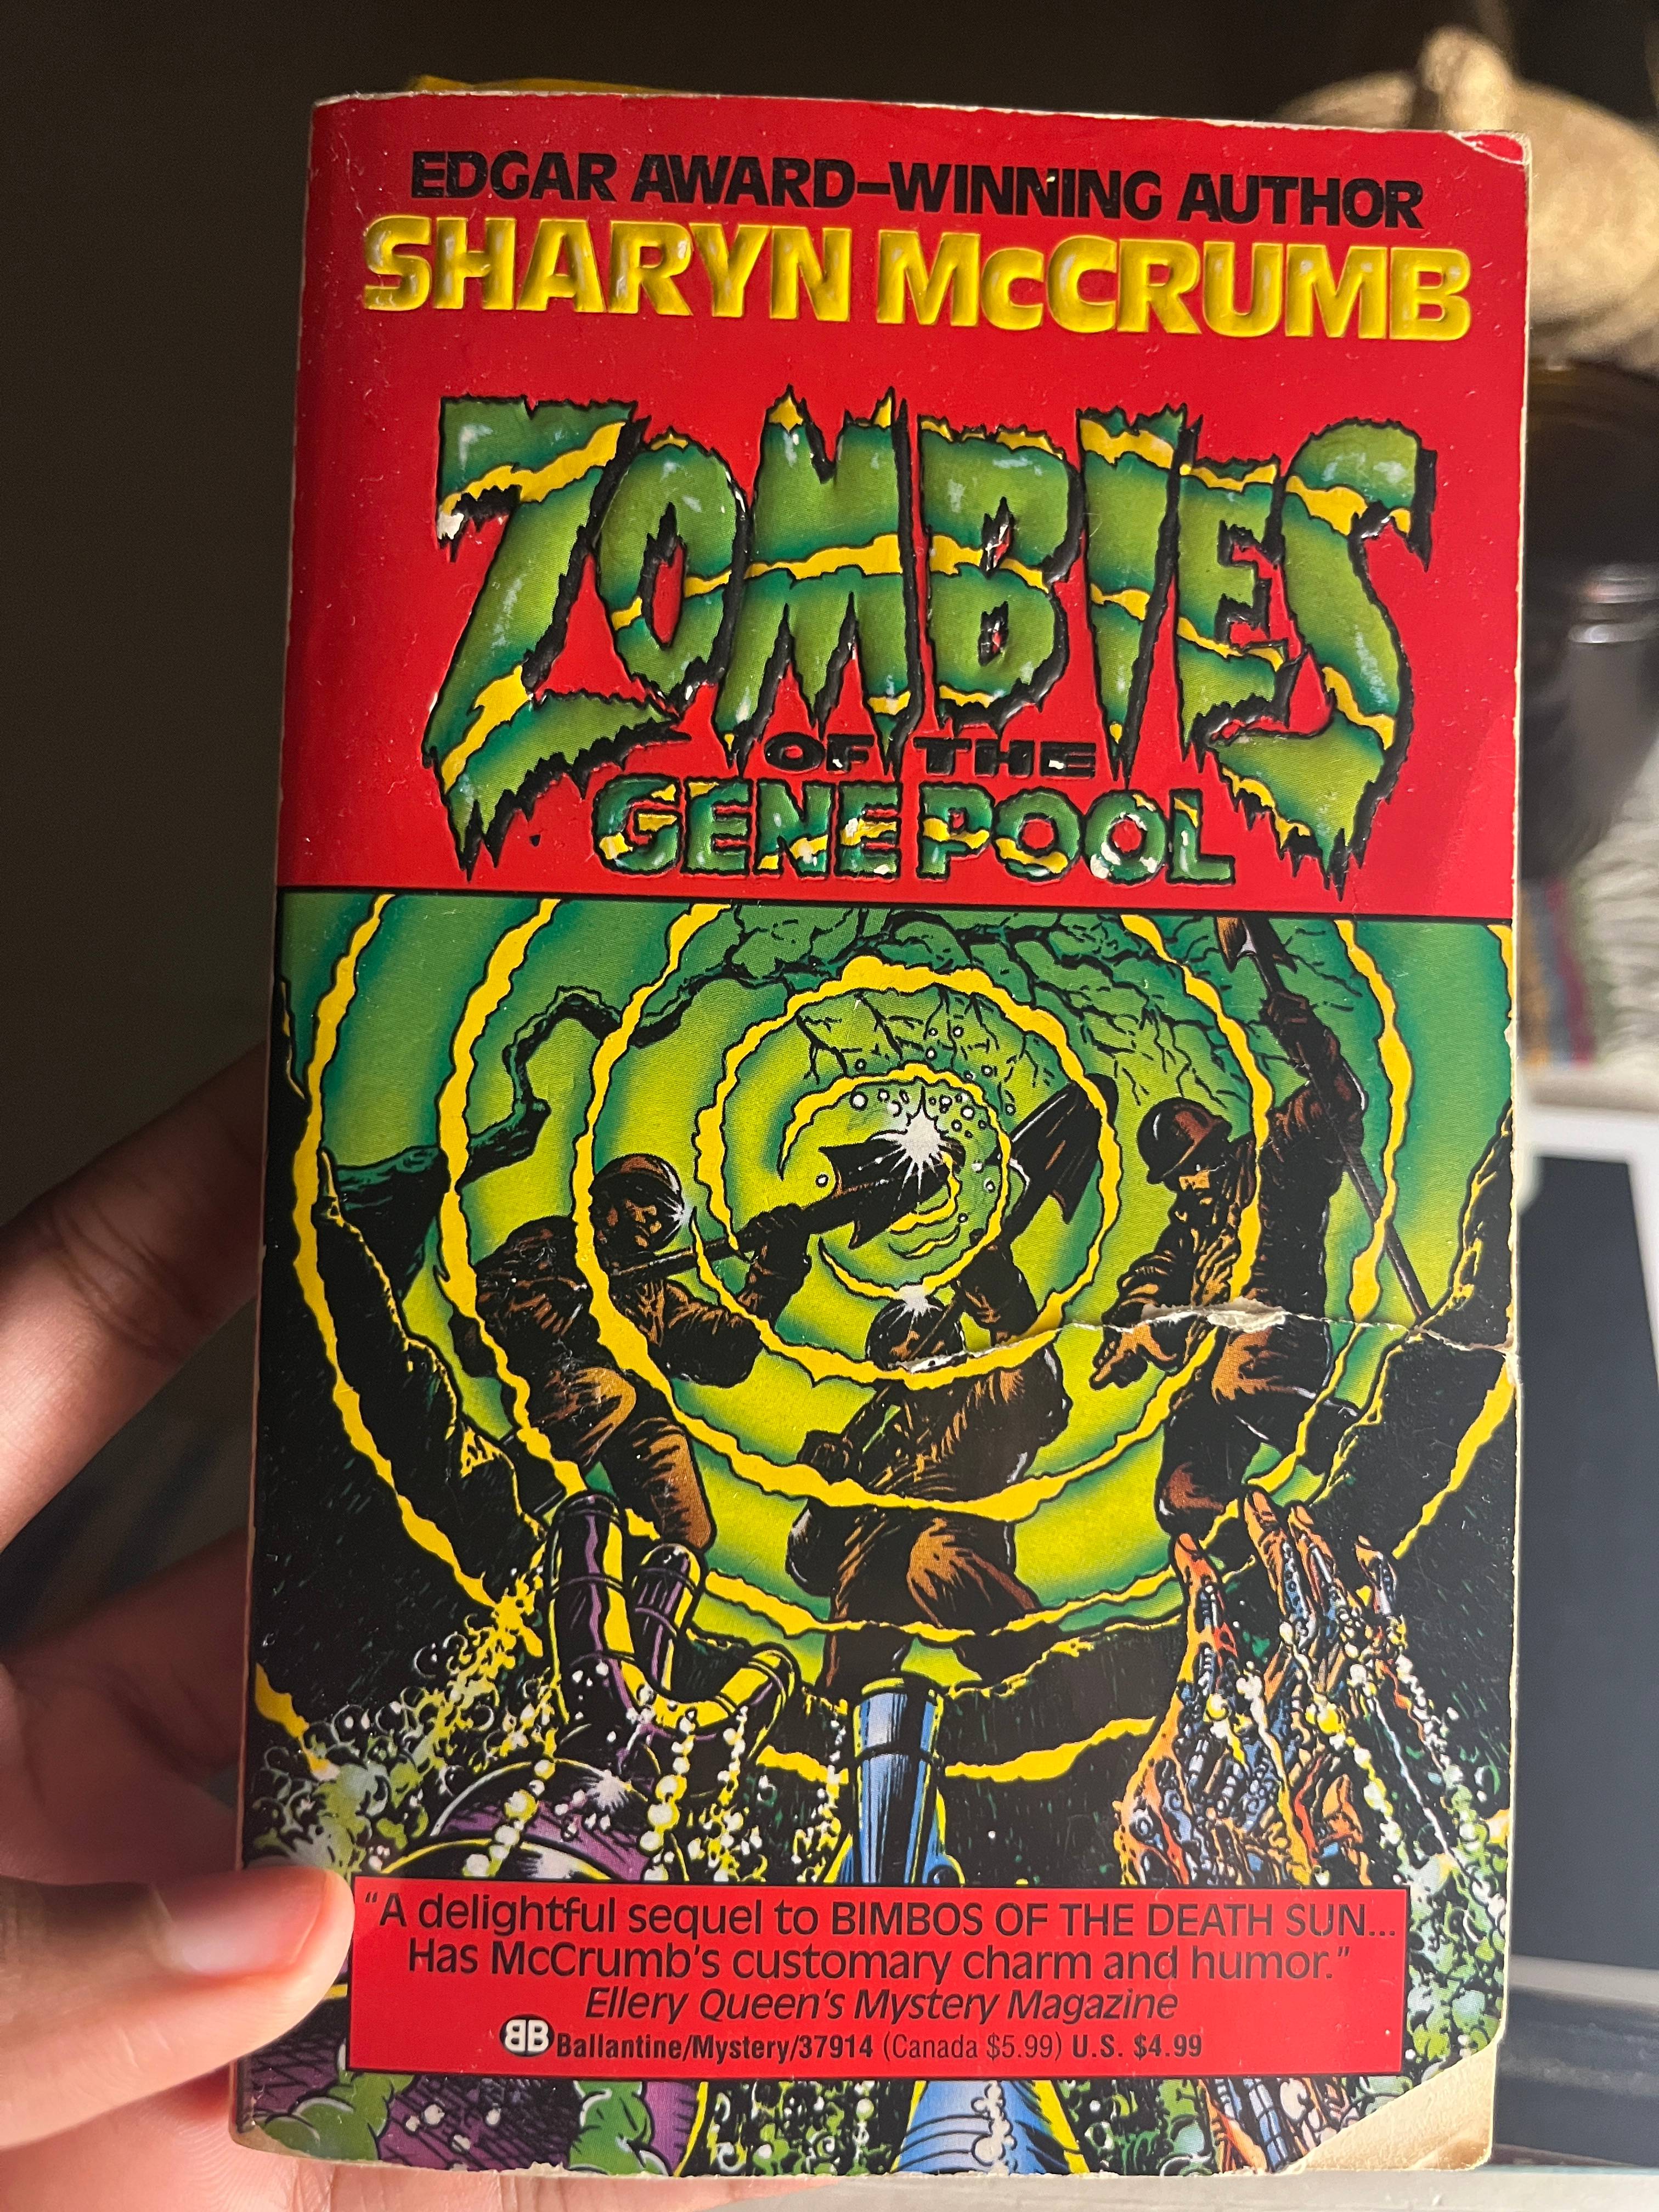 EDGAR AWARD–WINNING AUTHOR
SHARYN McCRUMB
ZOMBIES
OF THE
GENE POOL
“A delightful sequel to BIMBOS OF THE DEATH SUN...
Has McCrumb’s customary charm and humor.”
Ellery Queen’s Mystery Magazine
BB Ballantine/Mystery/37914 (Canada $5.99) U.S. $4.99